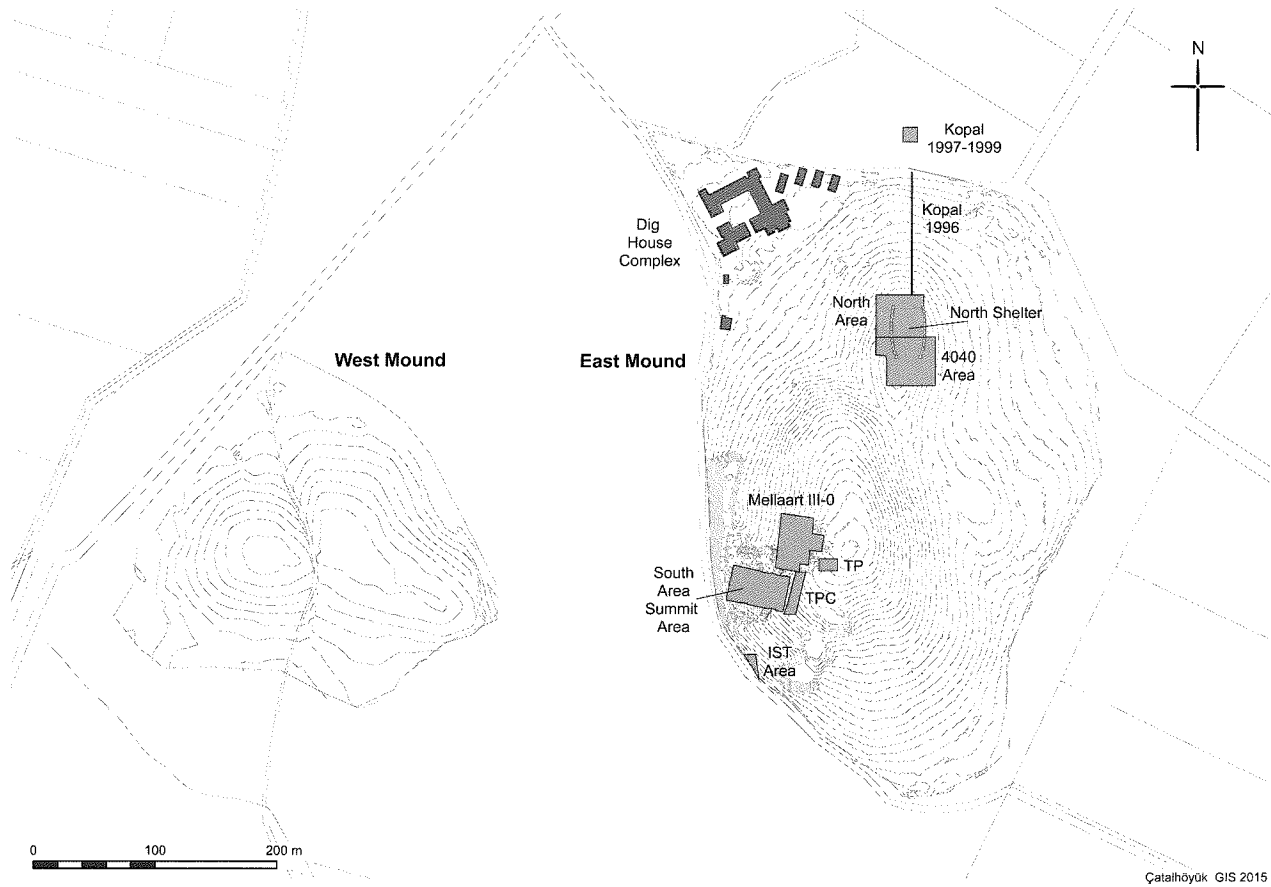 N
Kopal
1997-1999
Kopal
1996
Dig
House
Complex
North
Area
North Shelter
4040
Area
West Mound
East Mound
Mellaart III-0
TP
TPC
South
Area
Summit
Area
IST
Area
0 100 200 m
Çatalhöyük GIS 2015